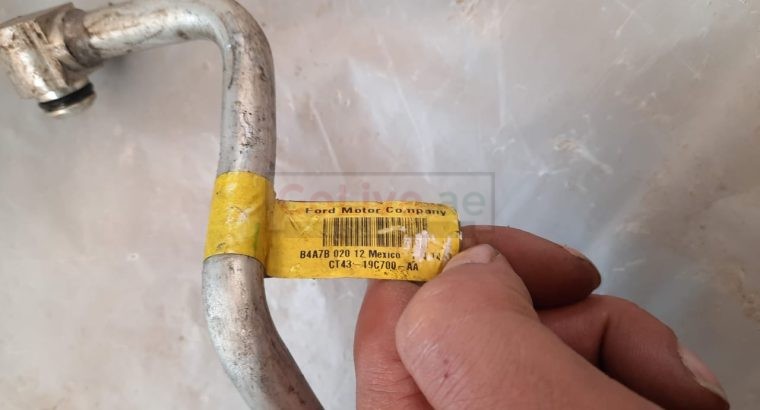 Ford Motor Company
B4A7B 020 12 Mexico
CT43-19C700-AA